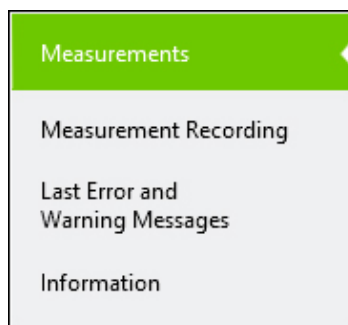 Measurements
Measurement Recording
Last Error and
Warning Messages
Information